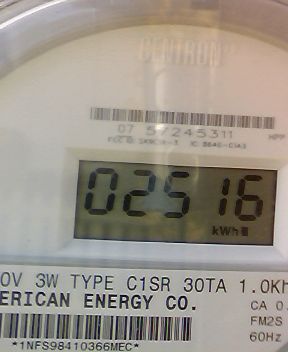 CENTRON
07 57245311
02516
kWh
0V 3W TYPE C1SR 30TA 1.0Kh
ERICAN ENERGY CO.
CA 0.
FM2S
60Hz
*1NFS98410366MEC*